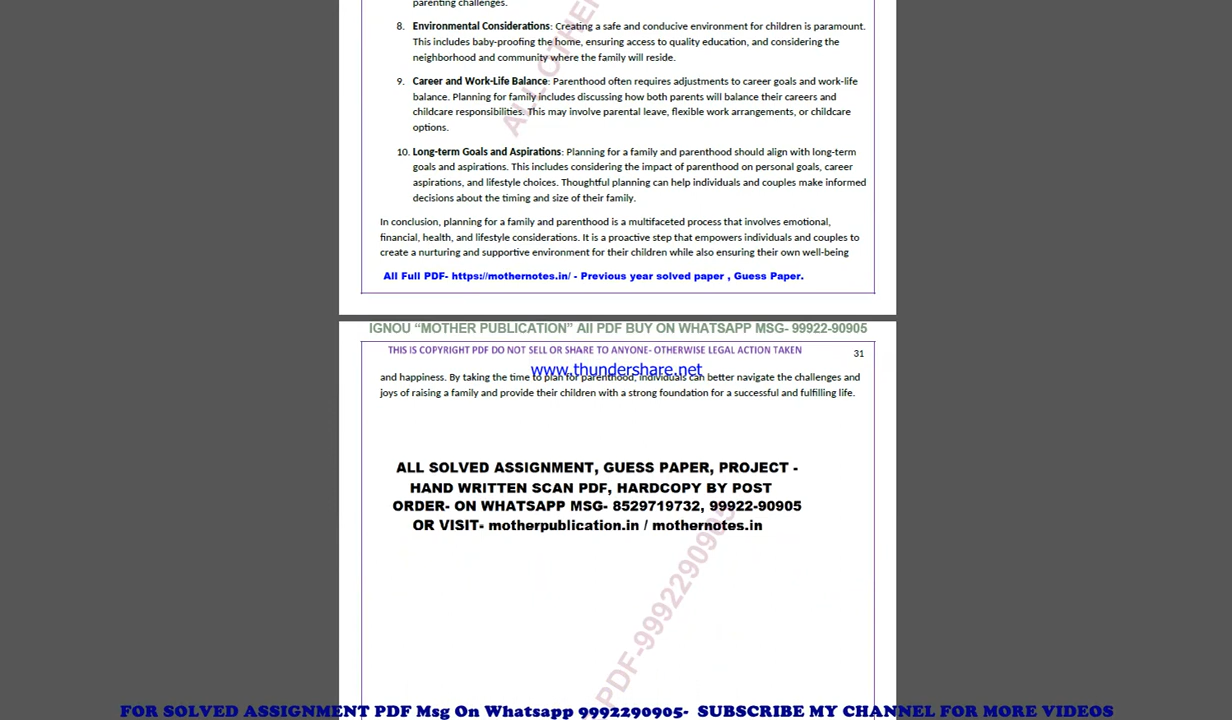 parenting challenges.
8. Environmental Considerations: Creating a safe and conducive environment for children is paramount.
This includes baby-proofing the home, ensuring access to quality education, and considering the
neighborhood and community where the family will reside.
9. Career and Work-Life Balance: Parenthood often requires adjustments to career goals and work-life
balance. Planning for family includes discussing how both parents will balance their careers and
childcare responsibilities. This may involve parental leave, flexible work arrangements, or childcare
options.
10. Long-term Goals and Aspirations: Planning for a family and parenthood should align with long-term
goals and aspirations. This includes considering the impact of parenthood on personal goals, career
aspirations, and lifestyle choices. Thoughtful planning can help individuals and couples make informed
decisions about the timing and size of their family.
In conclusion, planning for a family and parenthood is a multifaceted process that involves emotional,
financial, health, and lifestyle considerations. It is a proactive step that empowers individuals and couples to
create a nurturing and supportive environment for their children while also ensuring their own well-being
All Full PDF- https://mothernotes.in/ - Previous year solved paper , Guess Paper.
ALL OTHER
IGNOU “MOTHER PUBLICATION” All PDF BUY ON WHATSAPP MSG- 99922-90905
THIS IS COPYRIGHT PDF DO NOT SELL OR SHARE TO ANYONE- OTHERWISE LEGAL ACTION TAKEN
31
www.thundershare.net
and happiness. By taking the time to plan for parenthood, individuals can better navigate the challenges and
joys of raising a family and provide their children with a strong foundation for a successful and fulfilling life.
ALL SOLVED ASSIGNMENT, GUESS PAPER, PROJECT -
HAND WRITTEN SCAN PDF, HARDCOPY BY POST
ORDER- ON WHATSAPP MSG- 8529719732, 99922-90905
OR VISIT- motherpublication.in / mothernotes.in
PDF-9992290905
FOR SOLVED ASSIGNMENT PDF Msg On Whatsapp 9992290905- SUBSCRIBE MY CHANNEL FOR MORE VIDEOS